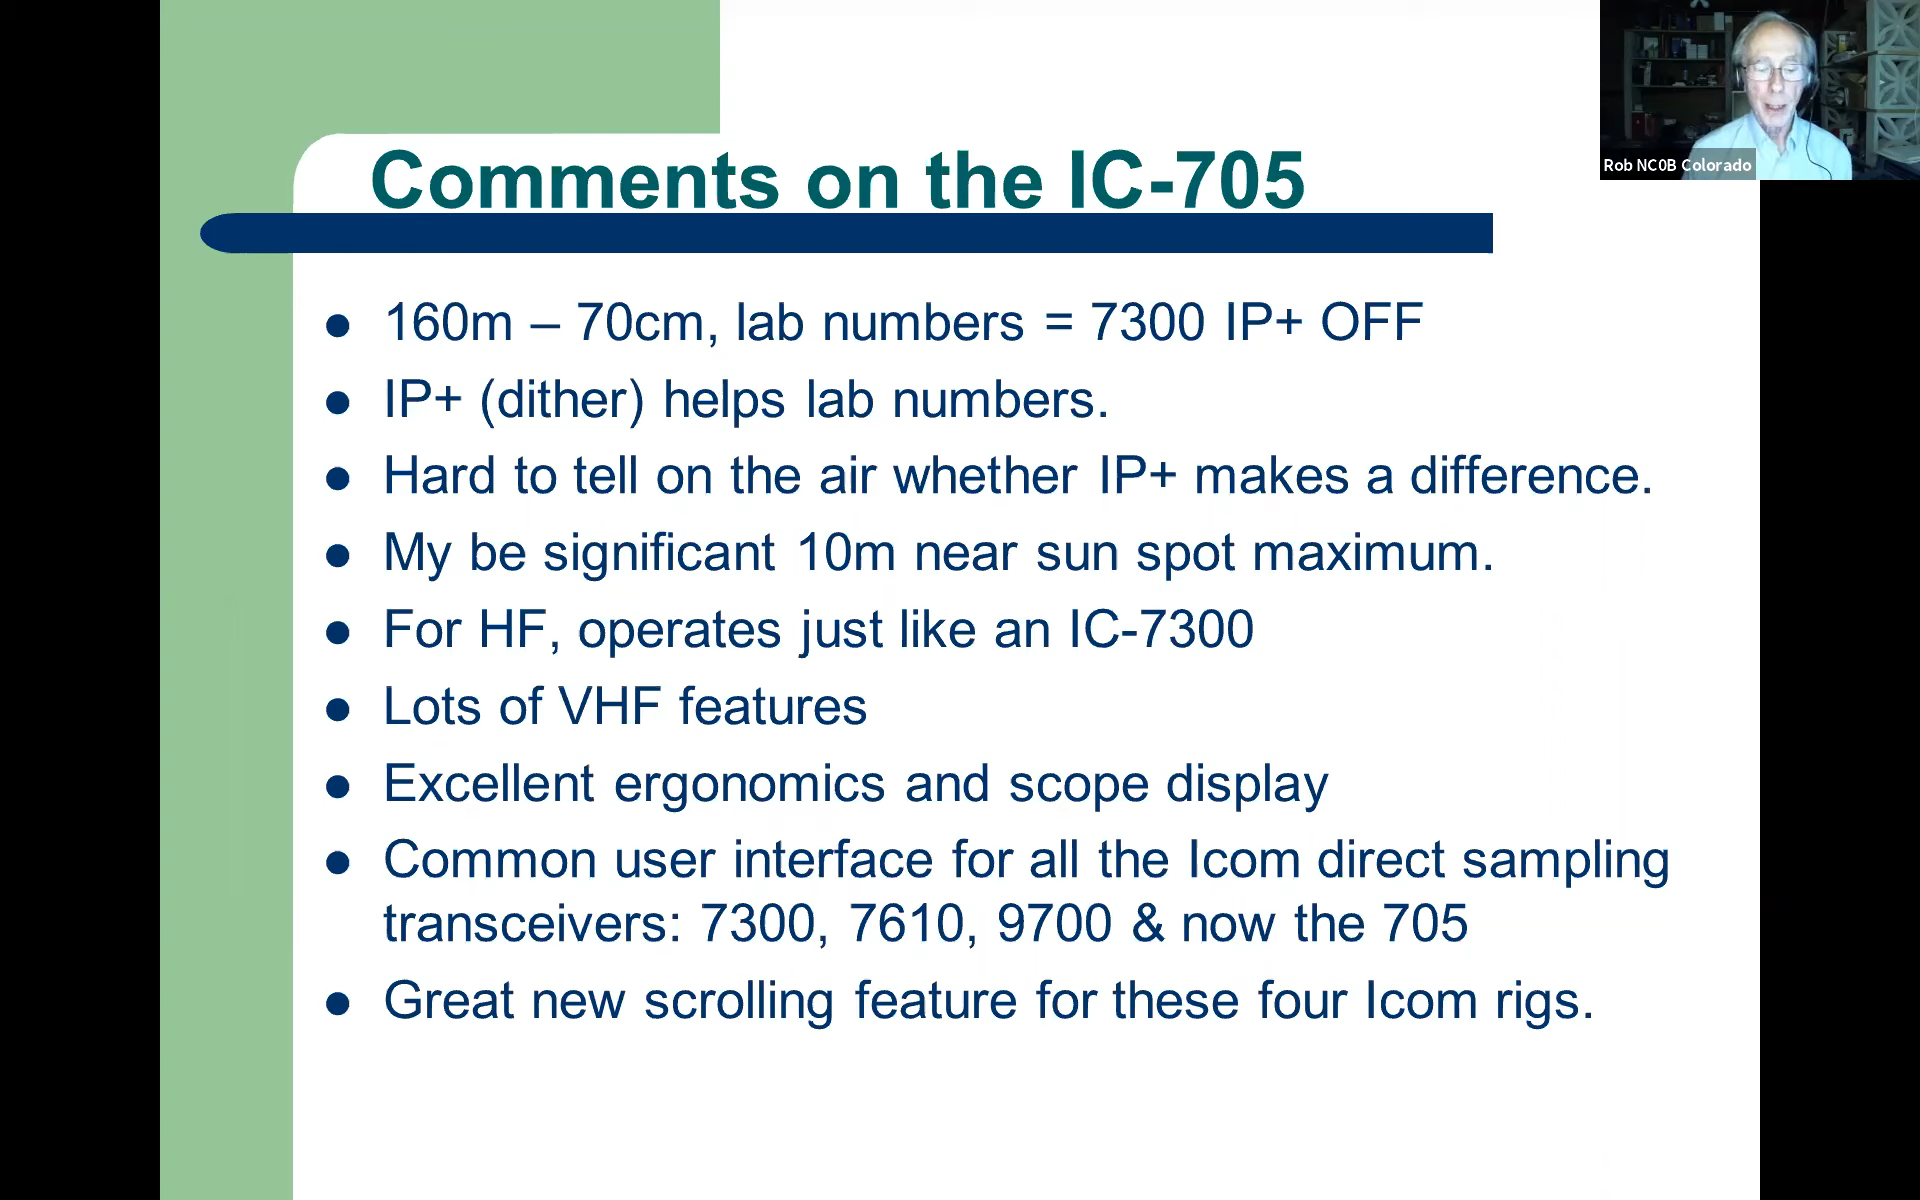 Rob NC0B Colorado
Comments on the IC-705
160m – 70cm, lab numbers = 7300 IP+ OFF
IP+ (dither) helps lab numbers.
Hard to tell on the air whether IP+ makes a difference.
My be significant 10m near sun spot maximum.
For HF, operates just like an IC-7300
Lots of VHF features
Excellent ergonomics and scope display
Common user interface for all the Icom direct sampling
transceivers: 7300, 7610, 9700 & now the 705
Great new scrolling feature for these four Icom rigs.